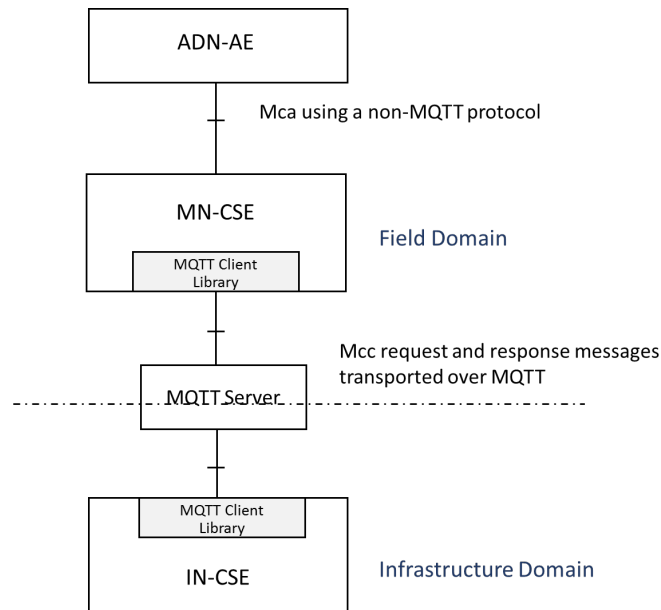 ADN-AE
Mca using a non-MQTT protocol
MN-CSE
Field Domain
MQTT Client
Library
Mcc request and response messages
transported over MQTT
MQTT Server
MQTT Client
Library
IN-CSE
Infrastructure Domain